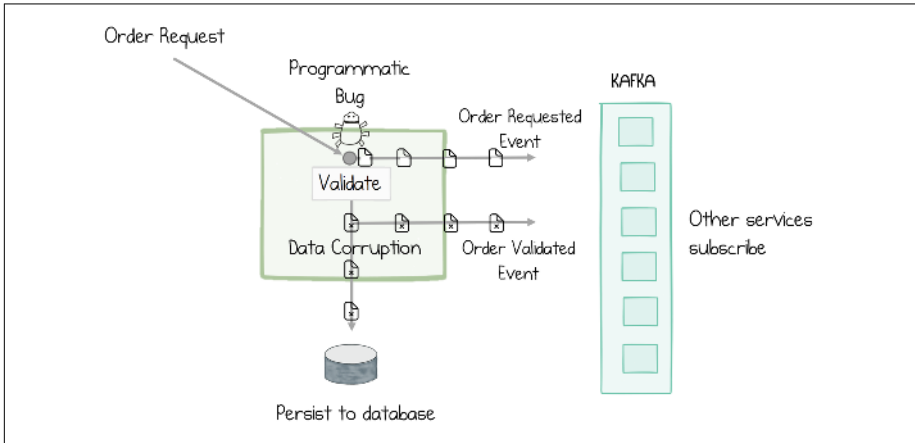 Order Request
Programmatic
Bug
KAFKA
Order Requested
Event
Validate
Other services
subscribe
Data Corruption
Order Validated
Event
Persist to database